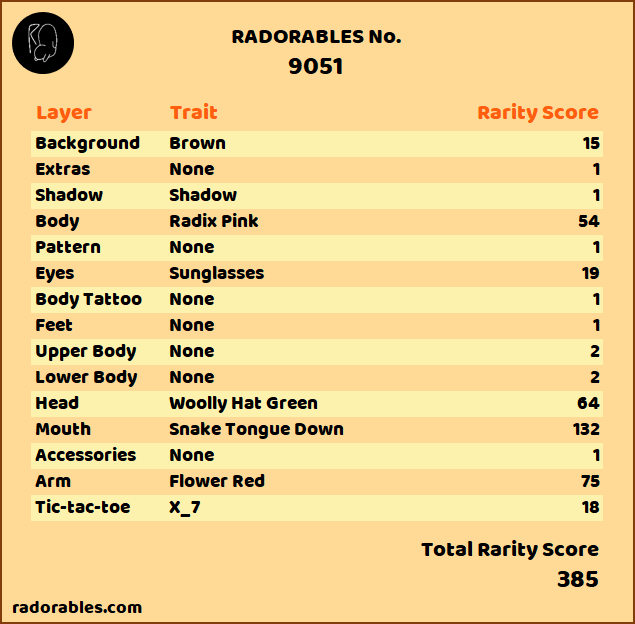 RADORABLES No.
9051
Layer Trait Rarity Score
Background Brown 15
Extras None 1
Shadow Shadow 1
Body Radix Pink 54
Pattern None 1
Eyes Sunglasses 19
Body Tattoo None 1
Feet None 1
Upper Body None 2
Lower Body None 2
Head Woolly Hat Green 64
Mouth Snake Tongue Down 132
Accessories None 1
Arm Flower Red 75
Tic-tac-toe X_7 18
Total Rarity Score
385
radorables.com